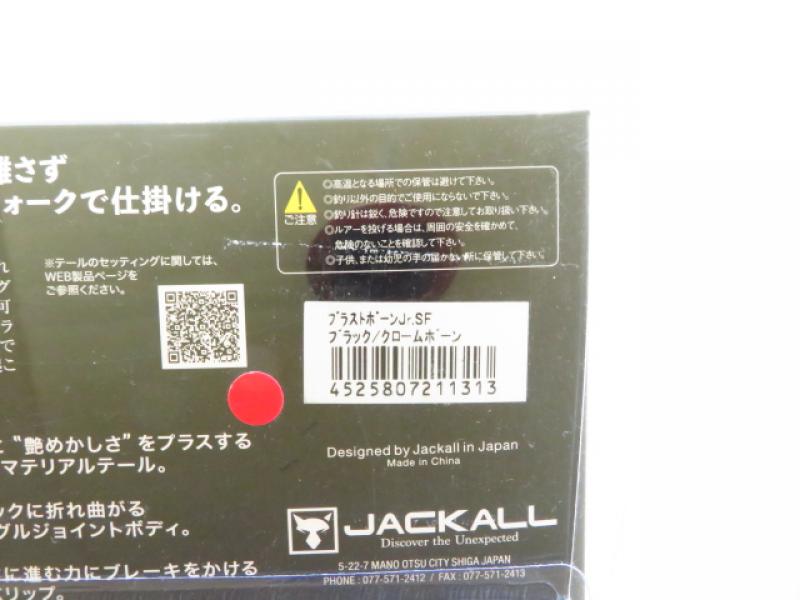 離さず
ォークで仕掛ける。
ご注意
◎高温となる場所での保管は避けて下さい。
◎釣り以外の目的でご使用にならないで下さい。
◎釣り針は鋭く、危険ですので注意してお取り扱い下さい。
◎ルアーを投げる場合は、周囲の安全を確かめて、
危険のないことを確認して下さい。
◎子供、または幼児の手の届かない所に保管して下さい。
れ
グ
可
ラ
で
こ
※テールのセッティングに関しては、
WEB製品ページを
ご参照ください。
ブラストボーンJr.SF
ブラック/クロームボーン
4525807211313
と“艶めかしさ”をプラスする
マテリアルテール。
ックに折れ曲がる
グルジョイントボディ。
に進む力にブレーキをかける
リップ。
Designed by Jackall in Japan
Made in China
JACKALL
Discover the Unexpected
5-22-7 MANO OTSU CITY SHIGA JAPAN
PHONE : 077-571-2412 / FAX : 077-571-2413